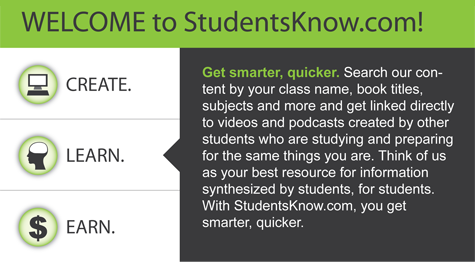 WELCOME to StudentsKnow.com!
CREATE.
LEARN.
$ EARN.
Get smarter, quicker. Search our con-
tent by your class name, book titles,
subjects and more and get linked directly
to videos and podcasts created by other
students who are studying and preparing
for the same things you are. Think of us
as your best resource for information
synthesized by students, for students.
With StudentsKnow.com, you get
smarter, quicker.